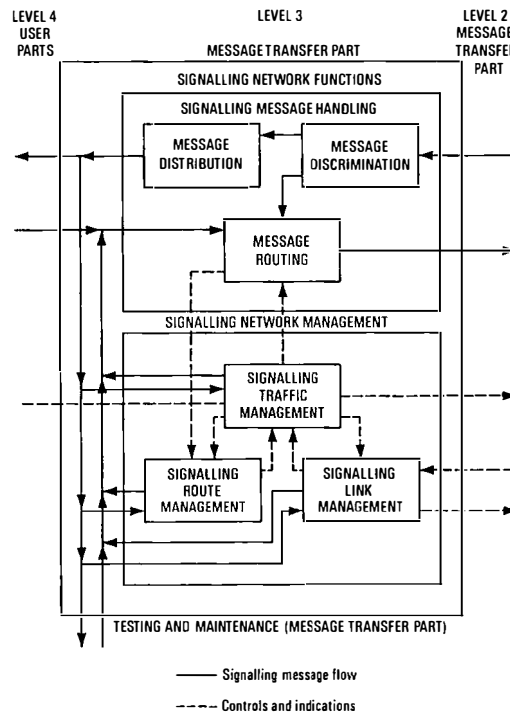 LEVEL 4
USER
PARTS
LEVEL 3
LEVEL 2
MESSAGE
TRANSFER
PART
MESSAGE TRANSFER PART
SIGNALLING NETWORK FUNCTIONS
SIGNALLING MESSAGE HANDLING
MESSAGE
DISTRIBUTION
MESSAGE
DISCRIMINATION
MESSAGE
ROUTING
SIGNALLING NETWORK MANAGEMENT
SIGNALLING
TRAFFIC
MANAGEMENT
SIGNALLING
ROUTE
MANAGEMENT
SIGNALLING
LINK
MANAGEMENT
TESTING AND MAINTENANCE (MESSAGE TRANSFER PART)
Signalling message flow
Controls and indications